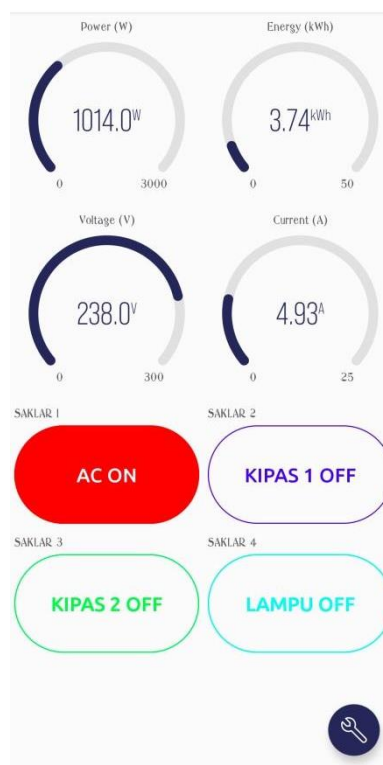 Power (W)
Energy (kWh)
1014.0W
3.74kWh
0
3000
0
50
Voltage (V)
Current (A)
238.0V
4.93A
0
300
0
25
SAKLAR 1
SAKLAR 2
AC ON
KIPAS 1 OFF
SAKLAR 3
SAKLAR 4
KIPAS 2 OFF
LAMPU OFF